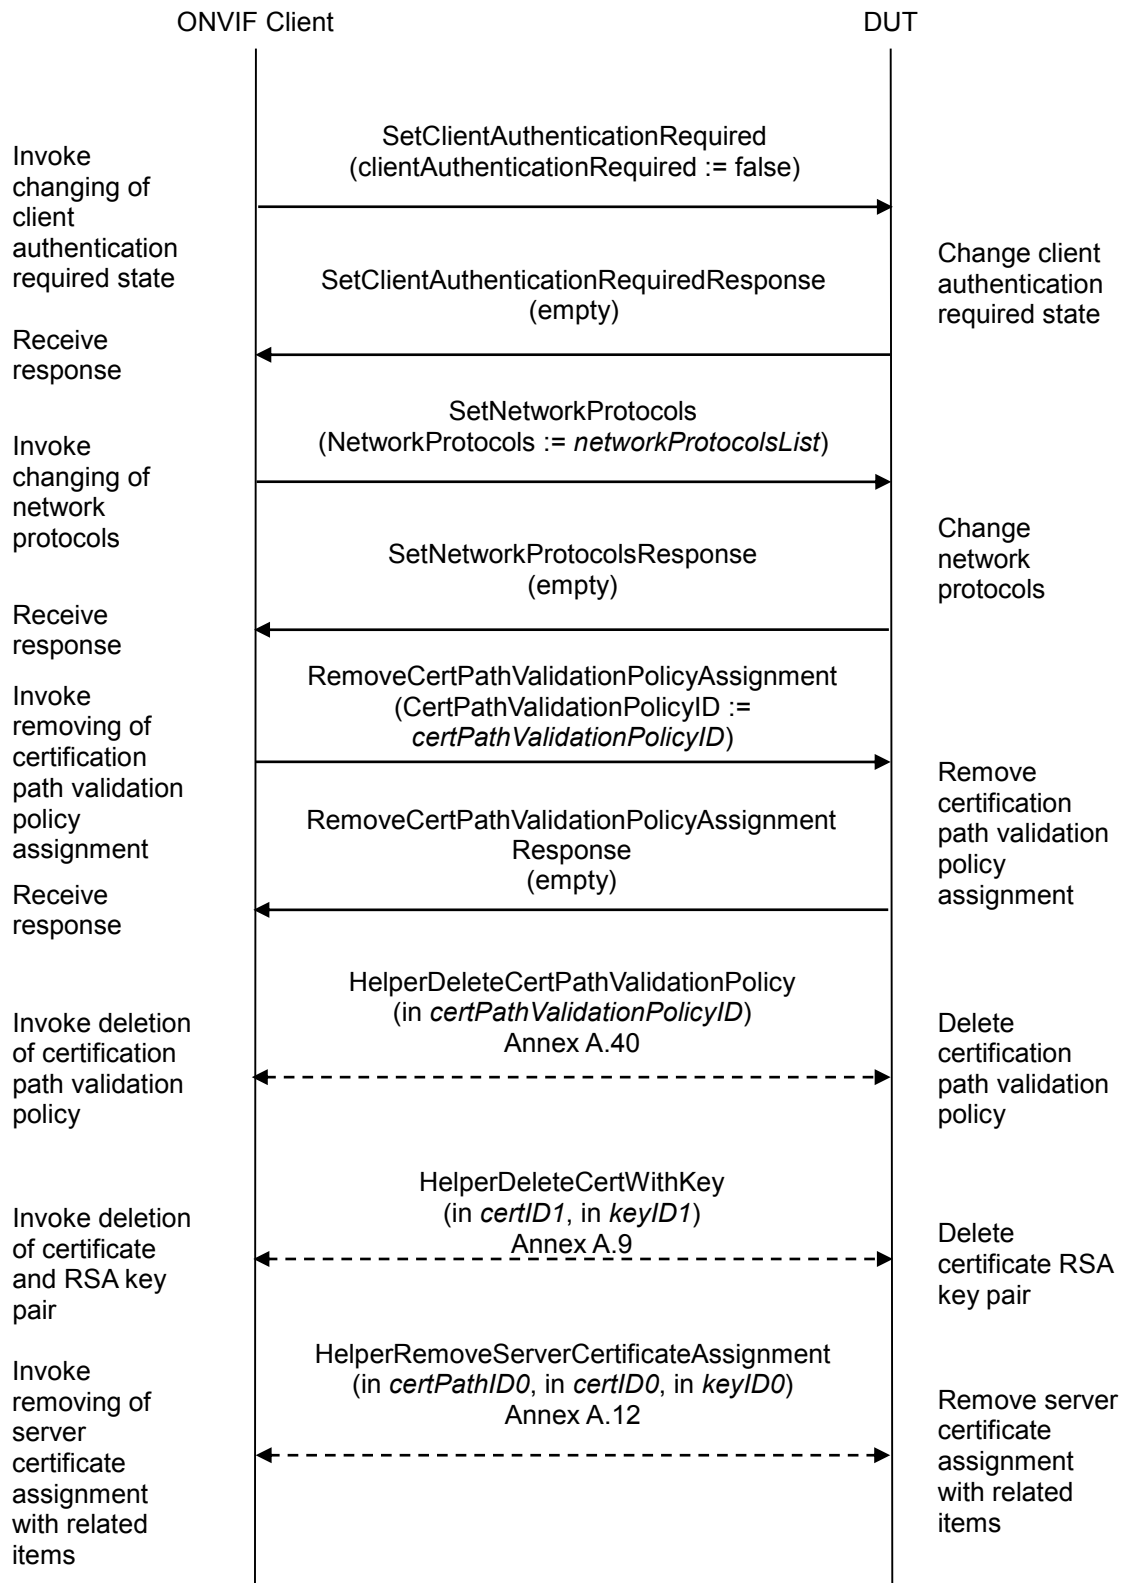 ONVIF Client
DUT
SetClientAuthenticationRequired
(clientAuthenticationRequired := false)
Invoke
changing of
client
authentication
required state
SetClientAuthenticationRequiredResponse
(empty)
Change client
authentication
required state
Receive
response
SetNetworkProtocols
(NetworkProtocols := networkProtocolsList)
Invoke
changing of
network
protocols
SetNetworkProtocolsResponse
(empty)
Change
network
protocols
Receive
response
RemoveCertPathValidationPolicyAssignment
(CertPathValidationPolicyID :=
certPathValidationPolicyID)
Invoke
removing of
certification
path validation
policy
assignment
RemoveCertPathValidationPolicyAssignment
Response
(empty)
Remove
certification
path validation
policy
assignment
Receive
response
HelperDeleteCertPathValidationPolicy
(in certPathValidationPolicyID)
Annex A.40
Invoke deletion
of certification
path validation
policy
Delete
certification
path validation
policy
HelperDeleteCertWithKey
(in certID1, in keyID1)
Annex A.9
Invoke deletion
of certificate
and RSA key
pair
Delete
certificate RSA
key pair
HelperRemoveServerCertificateAssignment
(in certPathID0, in certID0, in keyID0)
Annex A.12
Invoke
removing of
server
certificate
assignment
with related
items
Remove server
certificate
assignment
with related
items